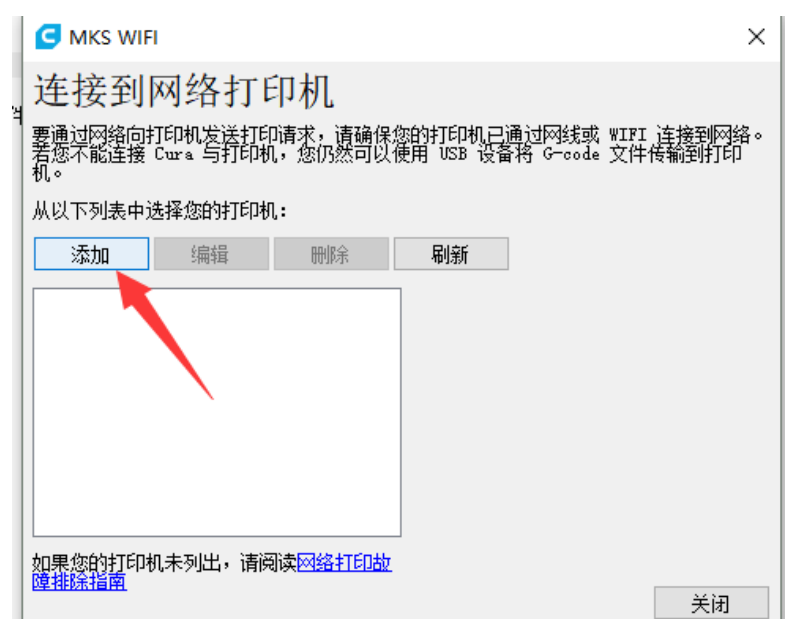 MKS WIFI
连接到网络打印机
要通过网络向打印机发送打印请求，请确保您的打印机已通过网线或 WIFI 连接到网络。
若您不能连接 Cura 与打印机，您仍然可以使用 USB 设备将 G-code 文件传输到打印
机。
从以下列表中选择您的打印机：
添加 编辑 删除 刷新
如果您的打印机未列出，请阅读网络打印故
障排除指南
关闭